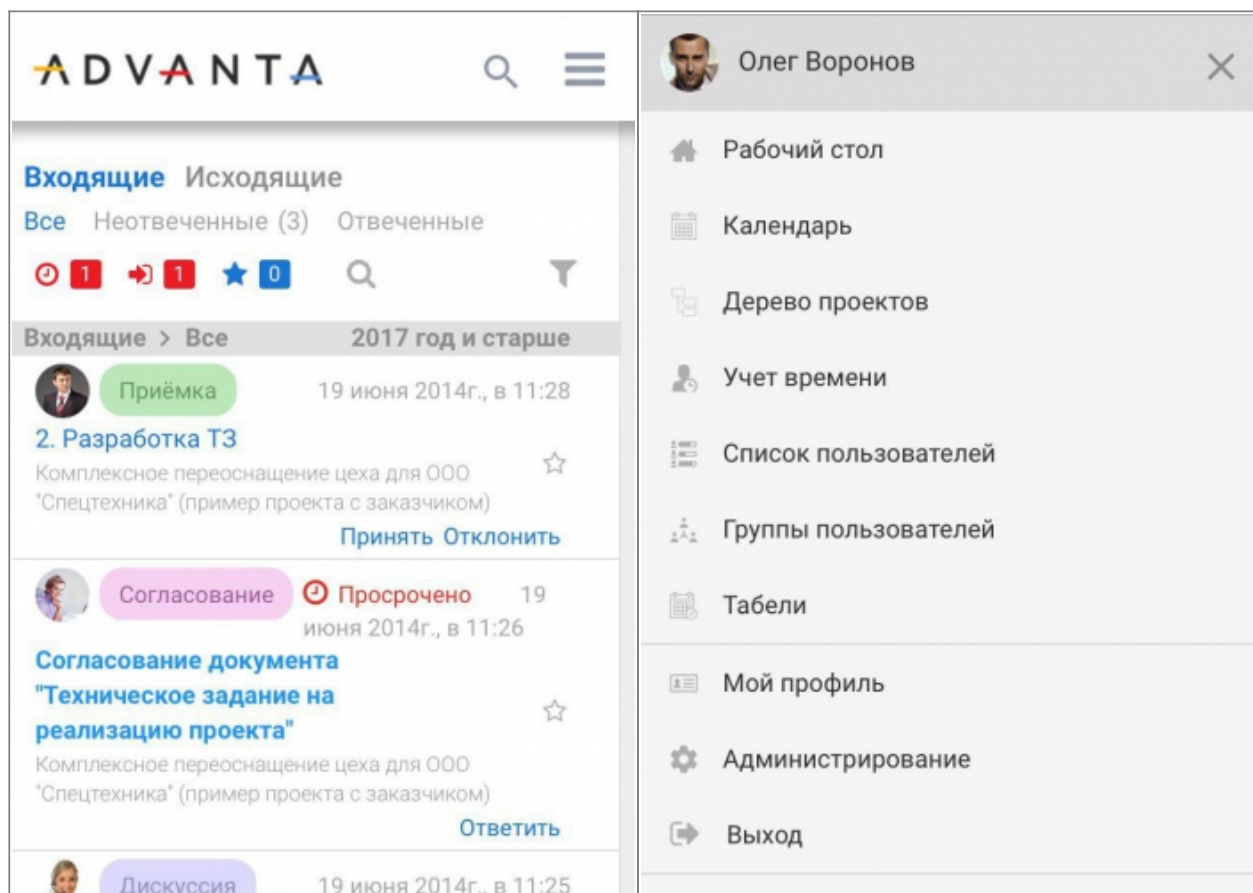 ADVANTA
Входящие Исходящие
Все Неотвеченные (3) Отвеченные
1 1 0
Входящие > Все 2017 год и старше
Приёмка 19 июня 2014г., в 11:28
2. Разработка ТЗ
Комплексное переоснащение цеха для ООО
"Спецтехника" (пример проекта с заказчиком)
Принять Отклонить
Согласование Просрочено 19
июня 2014г., в 11:26
Согласование документа
"Техническое задание на
реализацию проекта"
Комплексное переоснащение цеха для ООО
"Спецтехника" (пример проекта с заказчиком)
Ответить
Дискуссия 19 июня 2014г., в 11:25
Олег Воронов
Рабочий стол
Календарь
Дерево проектов
Учет времени
Список пользователей
Группы пользователей
Табели
Мой профиль
Администрирование
Выход